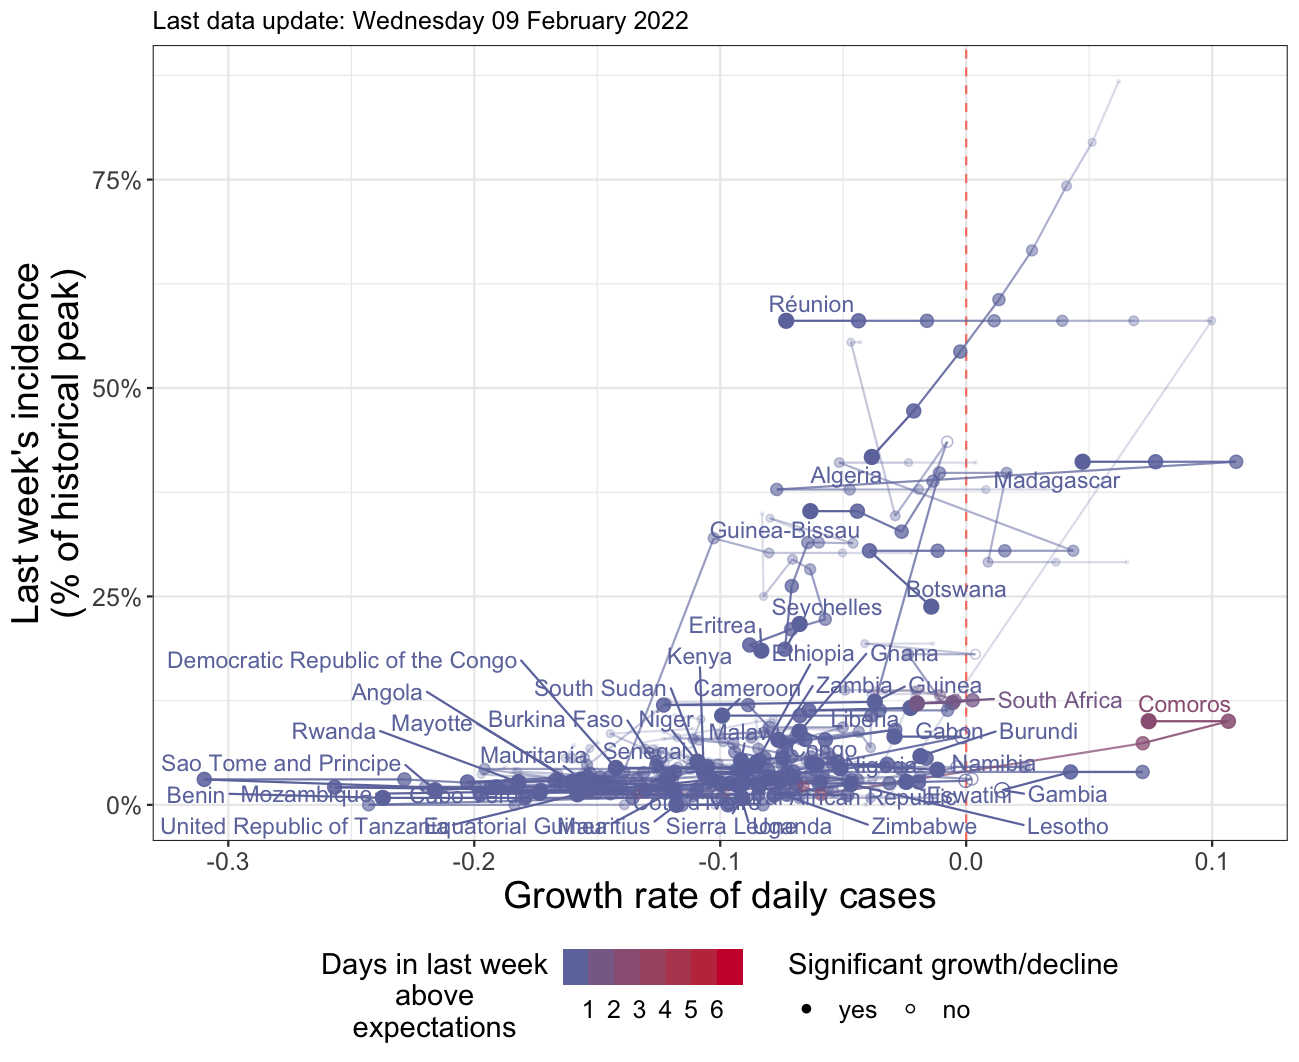 Last data update: Wednesday 09 February 2022
Last week's incidence
(% of historical peak)
75%
50%
25%
0%
Réunion
Algeria
Madagascar
Guinea-Bissau
Botswana
Seychelles
Eritrea
Kenya
Ethiopia
Ghana
Democratic Republic of the Congo
South Sudan
Cameroon
Zambia
Guinea
South Africa
Comoros
Angola
Mayotte
Burkina Faso
Niger
Malawi
Liberia
Gabon
Burundi
Rwanda
Mauritania
Senegal
Congo
Nigeria
Namibia
Sao Tome and Principe
Benin
Mozambique
Cabo Verde
African Republic
Eswatini
Gambia
United Republic of Tanzania
Equatorial Guinea
Mauritius
Sierra Leone
Uganda
Zimbabwe
Lesotho
-0.3
-0.2
-0.1
0.0
0.1
Growth rate of daily cases
Days in last week
above
expectations
1 2 3 4 5 6
Significant growth/decline
yes
no